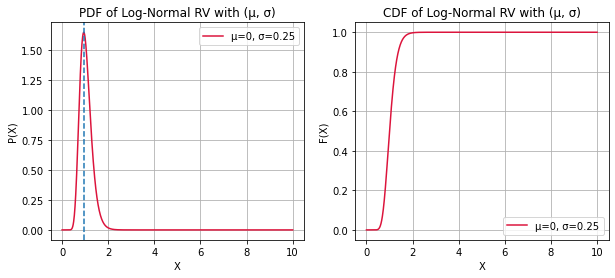 PDF of Log-Normal RV with (μ, σ)
μ=0, σ=0.25
P(X)
1.50
1.25
1.00
0.75
0.50
0.25
0.00
0 2 4 6 8 10
X
CDF of Log-Normal RV with (μ, σ)
F(X)
1.0
0.8
0.6
0.4
0.2
0.0
μ=0, σ=0.25
0 2 4 6 8 10
X